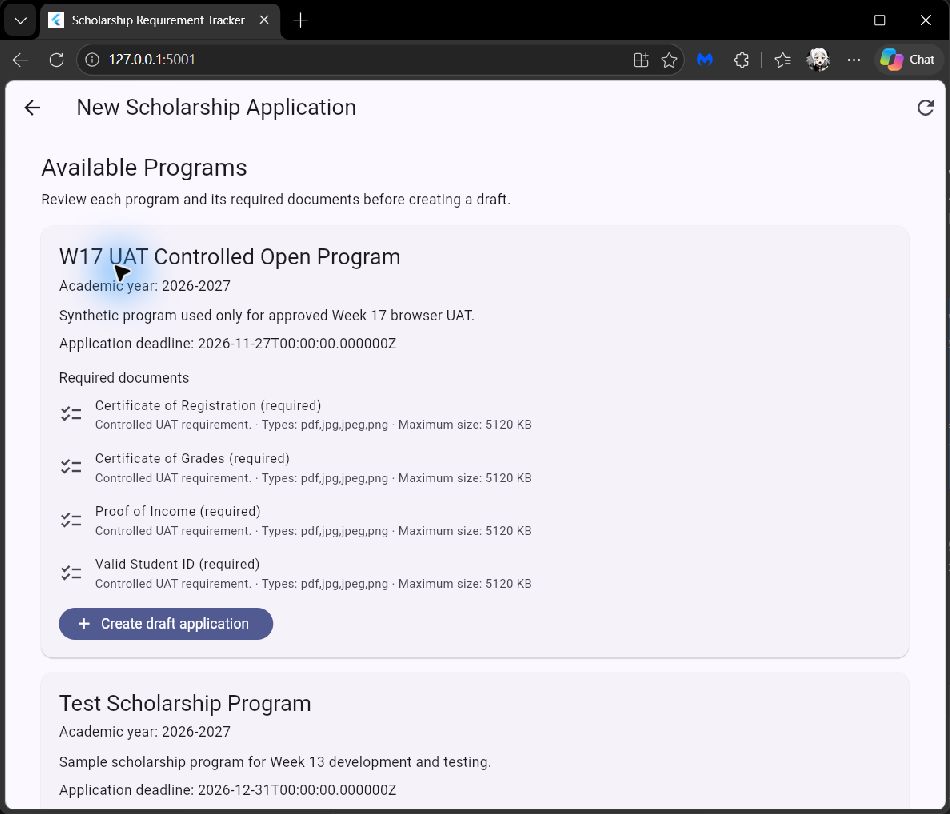 Scholarship Requirement Tracker
127.0.0.1:5001
Chat
New Scholarship Application
Available Programs
Review each program and its required documents before creating a draft.
W17 UAT Controlled Open Program
Academic year: 2026-2027
Synthetic program used only for approved Week 17 browser UAT.
Application deadline: 2026-11-27T00:00:00.000000Z
Required documents
Certificate of Registration (required)
Controlled UAT requirement. · Types: pdf,jpg,jpeg,png · Maximum size: 5120 KB
Certificate of Grades (required)
Controlled UAT requirement. · Types: pdf,jpg,jpeg,png · Maximum size: 5120 KB
Proof of Income (required)
Controlled UAT requirement. · Types: pdf,jpg,jpeg,png · Maximum size: 5120 KB
Valid Student ID (required)
Controlled UAT requirement. · Types: pdf,jpg,jpeg,png · Maximum size: 5120 KB
+ Create draft application
Test Scholarship Program
Academic year: 2026-2027
Sample scholarship program for Week 13 development and testing.
Application deadline: 2026-12-31T00:00:00.000000Z